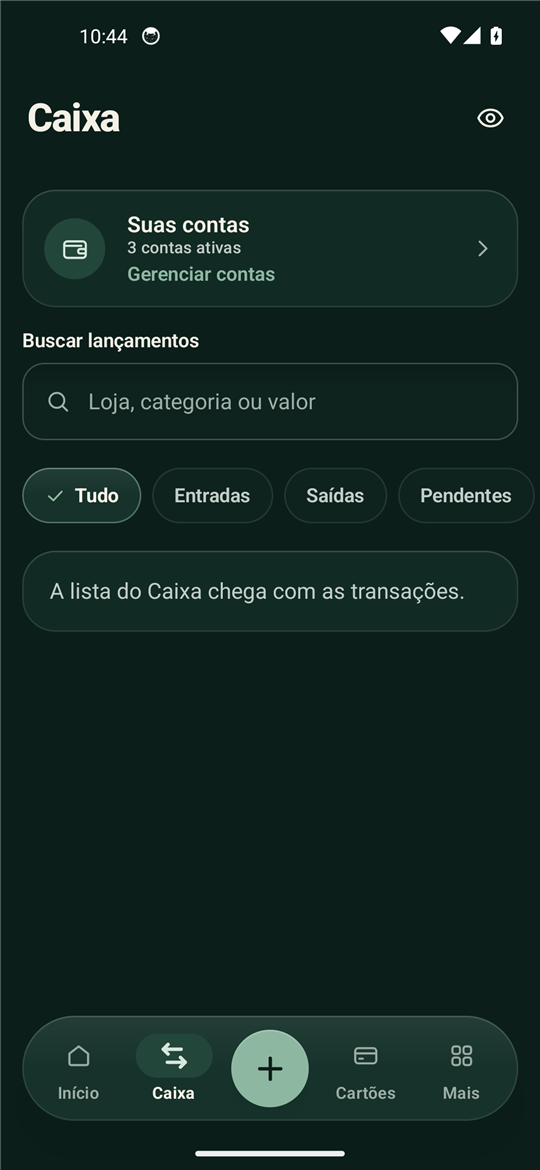 10:44
Caixa
Suas contas
3 contas ativas
Gerenciar contas
Buscar lançamentos
Loja, categoria ou valor
Tudo
Entradas
Saídas
Pendentes
A lista do Caixa chega com as transações.
Início
Caixa
Cartões
Mais